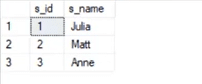 s_id s_name
1 1 Julia
2 2 Matt
3 3 Anne